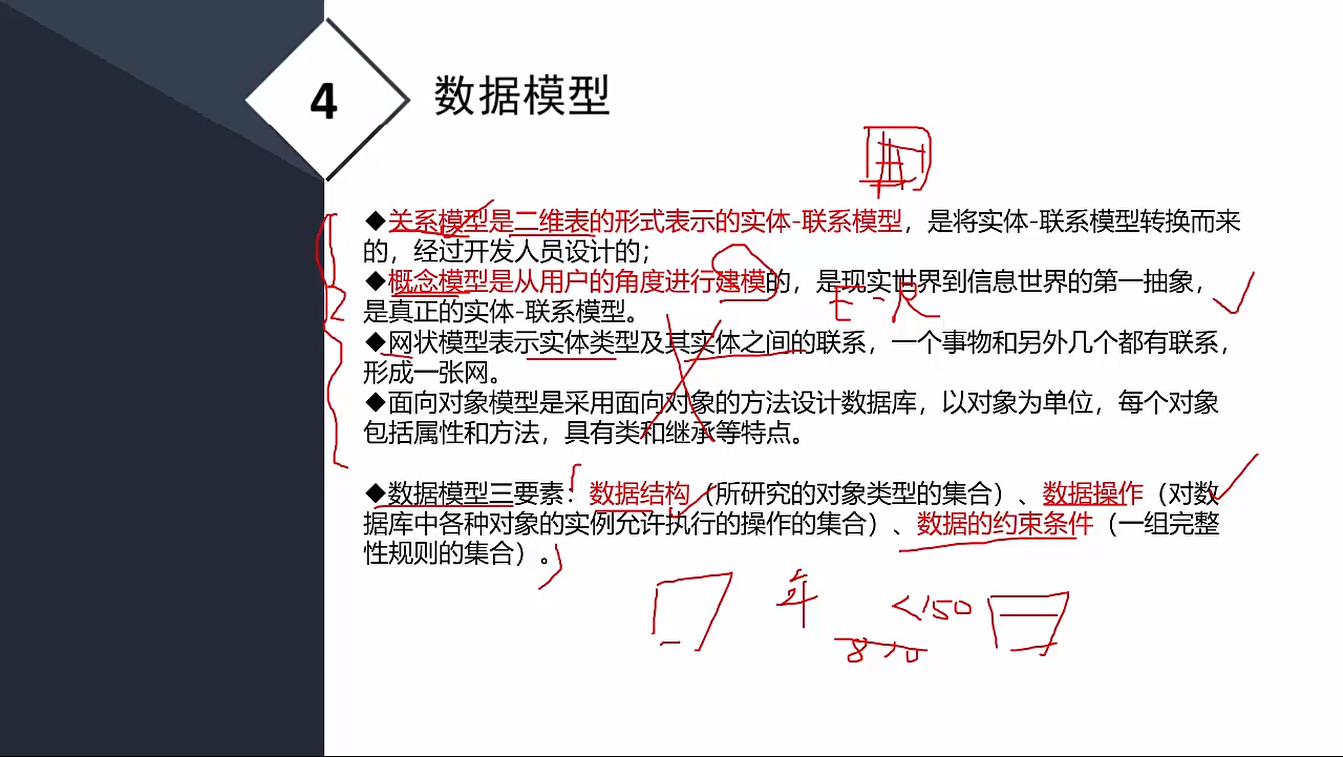 4
数据模型
◆关系模型是二维表的形式表示的实体-联系模型，是将实体-联系模型转换而来
的，经过开发人员设计的；
◆概念模型是从用户的角度进行建模的，是现实世界到信息世界的第一抽象，
是真正的实体-联系模型。
E-R
◆网状模型表示实体类型及其实体之间的联系，一个事物和另外几个都有联系，
形成一张网。
◆面向对象模型是采用面向对象的方法设计数据库，以对象为单位，每个对象
包括属性和方法，具有类和继承等特点。
◆数据模型三要素：数据结构（所研究的对象类型的集合）、数据操作（对数
据库中各种对象的实例允许执行的操作的集合）、数据的约束条件（一组完整
性规则的集合）。
年 <150